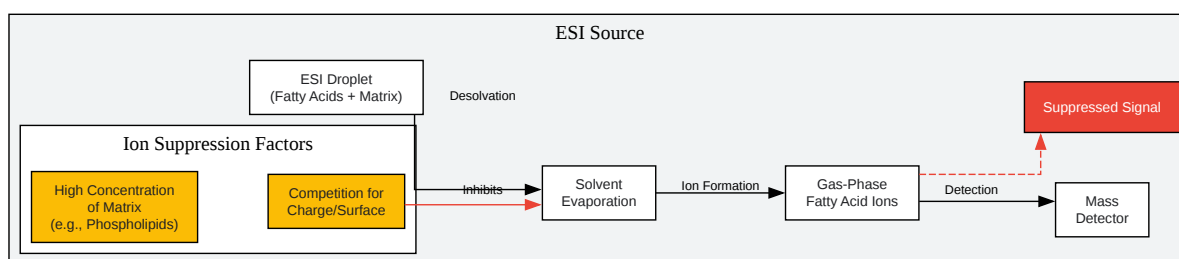 ESI Source
ESI Droplet
(Fatty Acids + Matrix)
Desolvation
Suppressed Signal
Ion Suppression Factors
High Concentration
of Matrix
(e.g., Phospholipids)
Competition for
Charge/Surface
Inhibits
Solvent
Evaporation
Ion Formation
Gas-Phase
Fatty Acid Ions
Detection
Mass
Detector